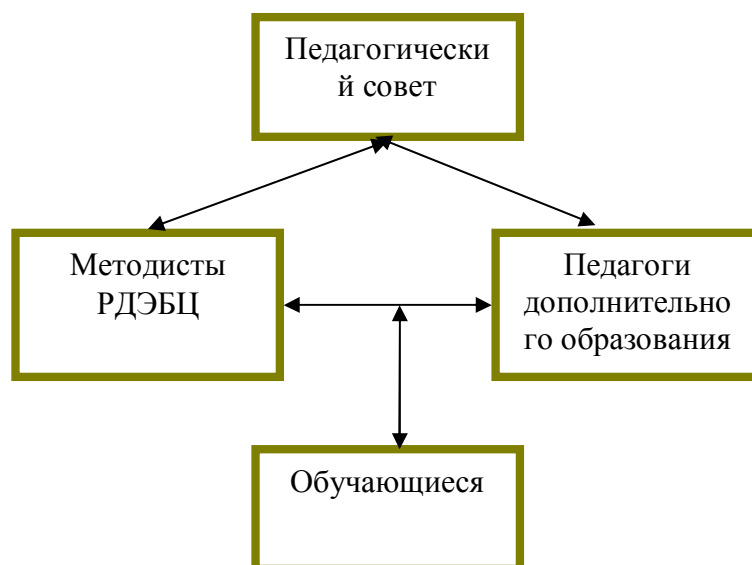 Педагогически
й совет
Методисты
РДЭБЦ
Педагоги
дополнительно
го образования
Обучающиеся